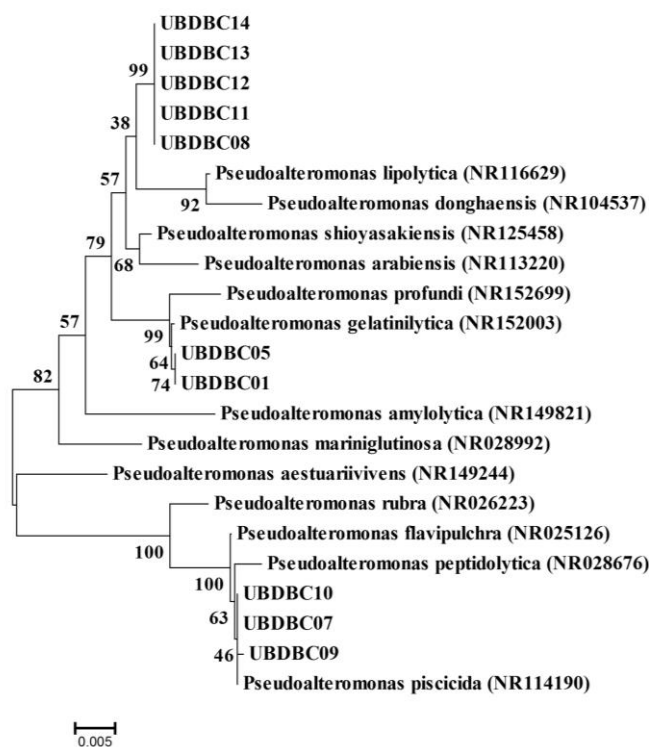 UBDBC14
UBDBC13
99
UBDBC12
UBDBC11
38
UBDBC08
Pseudoalteromonas lipolytica (NR116629)
57
92
Pseudoalteromonas donghaensis (NR104537)
Pseudoalteromonas shioyasakiensis (NR125458)
79
68
Pseudoalteromonas arabiensis (NR113220)
Pseudoalteromonas profundi (NR152699)
57
Pseudoalteromonas gelatinilytica (NR152003)
99
UBDBC05
64
82
74
UBDBC01
Pseudoalteromonas amylolytica (NR149821)
Pseudoalteromonas mariniglutinosa (NR028992)
Pseudoalteromonas aestuariivivens (NR149244)
Pseudoalteromonas rubra (NR026223)
Pseudoalteromonas flavipulchra (NR025126)
100
Pseudoalteromonas peptidolytica (NR028676)
100
UBDBC10
63
UBDBC07
46
UBDBC09
Pseudoalteromonas piscicida (NR114190)
0.005